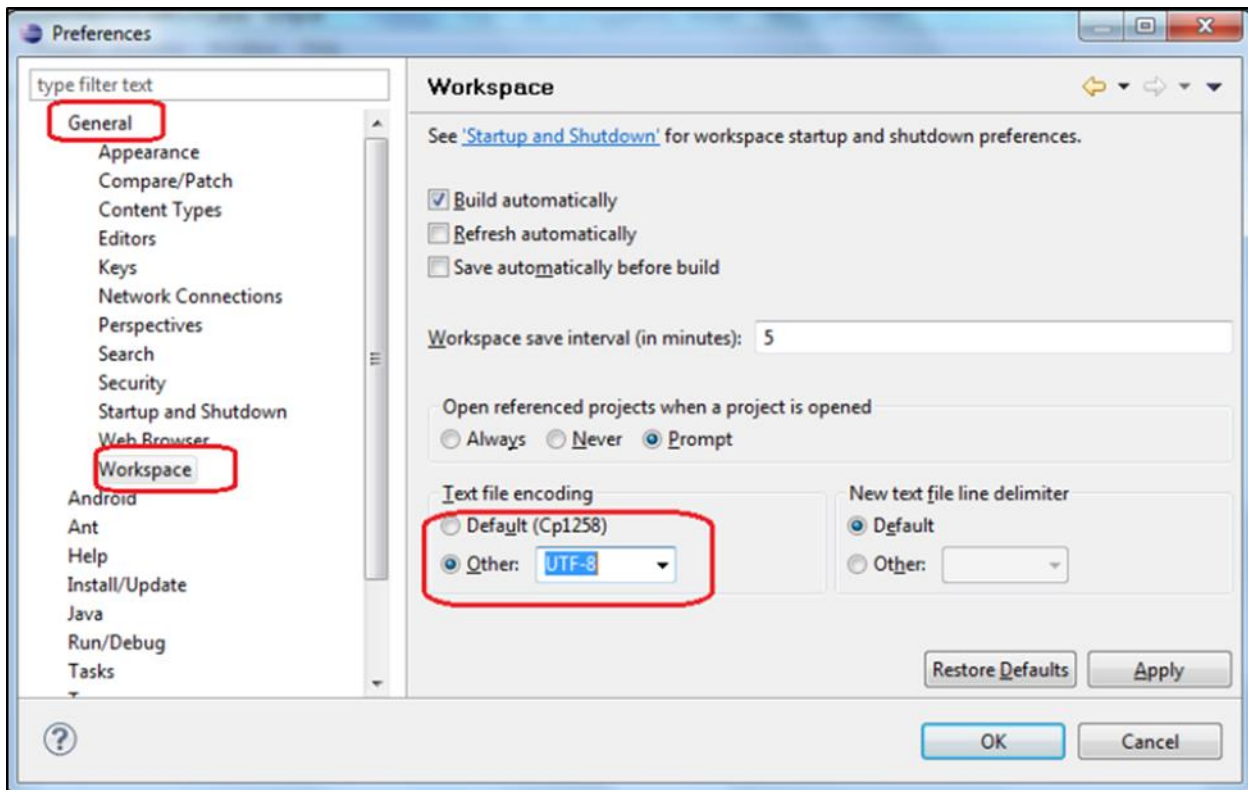 Preferences
type filter text
General
Appearance
Compare/Patch
Content Types
Editors
Keys
Network Connections
Perspectives
Search
Security
Startup and Shutdown
Web Browser
Workspace
Android
Ant
Help
Install/Update
Java
Run/Debug
Tasks
Workspace
See 'Startup and Shutdown' for workspace startup and shutdown preferences.
Build automatically
Refresh automatically
Save automatically before build
Workspace save interval (in minutes): 5
Open referenced projects when a project is opened
Always Never Prompt
Text file encoding
Default (Cp1258)
Other: UTF-8
New text file line delimiter
Default
Other:
Restore Defaults Apply
OK Cancel